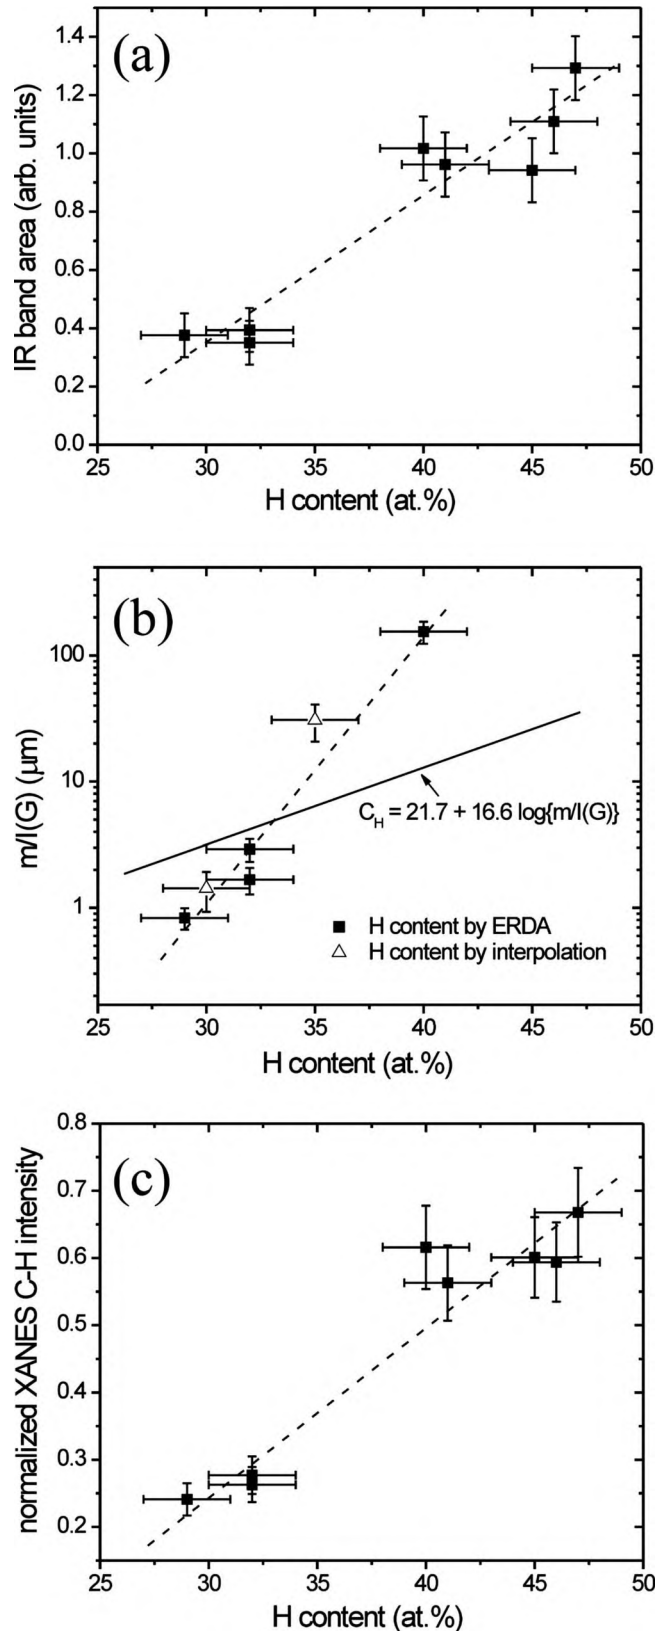 (a)
IR band area (arb. units)
1.4
1.2
1.0
0.8
0.6
0.4
0.2
0.0
25 30 35 40 45 50
H content (at.%)
(b)
m/I(G) (μm)
100
10
1
C_H = 21.7 + 16.6 log{m/I(G)}
H content by ERDA
H content by interpolation
25 30 35 40 45 50
H content (at.%)
(c)
normalized XANES C-H intensity
0.8
0.7
0.6
0.5
0.4
0.3
0.2
25 30 35 40 45 50
H content (at.%)